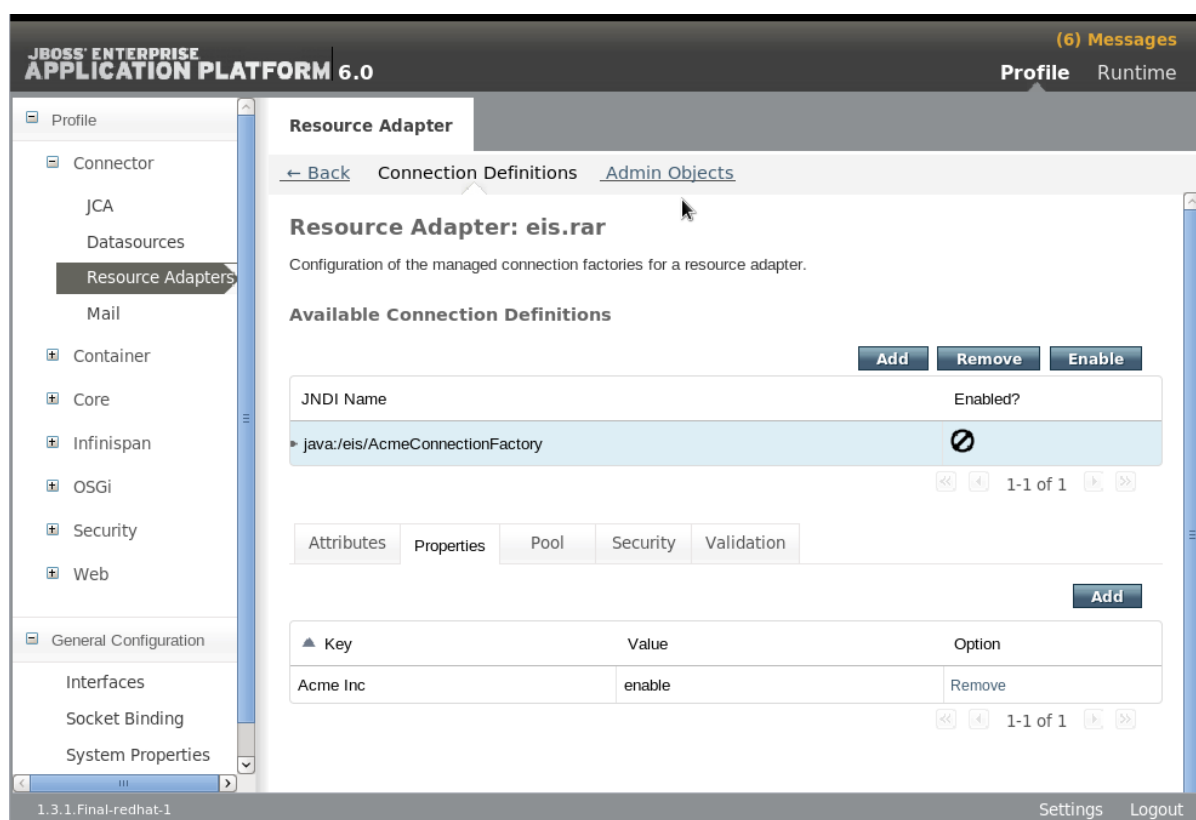 (6) Messages
JBOSS' ENTERPRISE
APPLICATION PLATFORM 6.0
Profile Runtime
Profile
Connector
JCA
Datasources
Resource Adapters
Mail
Container
Core
Infinispan
OSGi
Security
Web
General Configuration
Interfaces
Socket Binding
System Properties
Resource Adapter
← Back Connection Definitions Admin Objects
Resource Adapter: eis.rar
Configuration of the managed connection factories for a resource adapter.
Available Connection Definitions
Add Remove Enable
JNDI Name Enabled?
java:/eis/AcmeConnectionFactory
1-1 of 1
Attributes Properties Pool Security Validation
Add
Key Value Option
Acme Inc enable Remove
1-1 of 1
1.3.1.Final-redhat-1 Settings Logout